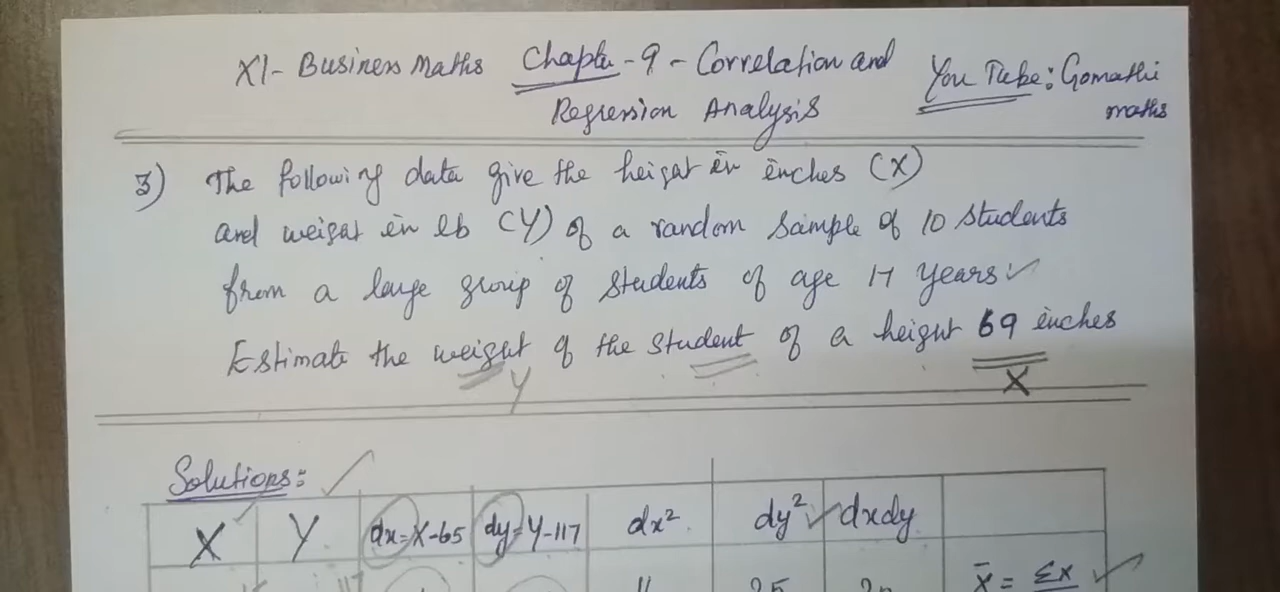 XI- Business Maths Chapter -9 - Correlation and
Regression Analysis
You Tube: Gomathi
maths
3) The following data give the height in inches (X)
and weight in lb (Y) of a random sample of 10 students
from a large group of students of age 17 years
Estimate the weight of the student of a height 69 inches
Y X
Solutions:
X Y dx=X-65 dy=Y-117 dx² dy² dxdy
25
X̄ = Σx